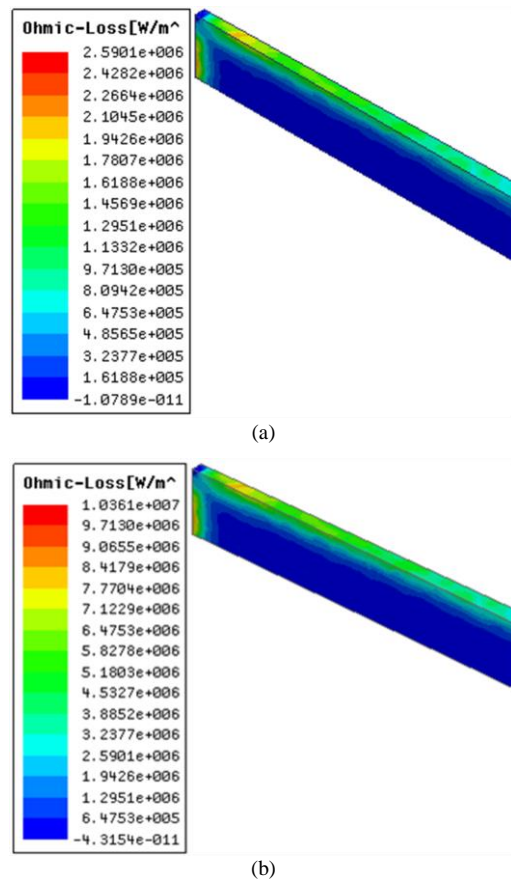 Ohmic-Loss[W/m^
2.5901e+006
2.4282e+006
2.2664e+006
2.1045e+006
1.9426e+006
1.7807e+006
1.6188e+006
1.4569e+006
1.2951e+006
1.1332e+006
9.7130e+005
8.0942e+005
6.4753e+005
4.8565e+005
3.2377e+005
1.6188e+005
-1.0789e-011
(a)
Ohmic-Loss[W/m^
1.0361e+007
9.7130e+006
9.0655e+006
8.4179e+006
7.7704e+006
7.1229e+006
6.4753e+006
5.8278e+006
5.1803e+006
4.5327e+006
3.8852e+006
3.2377e+006
2.5901e+006
1.9426e+006
1.2951e+006
6.4753e+005
-4.3154e-011
(b)